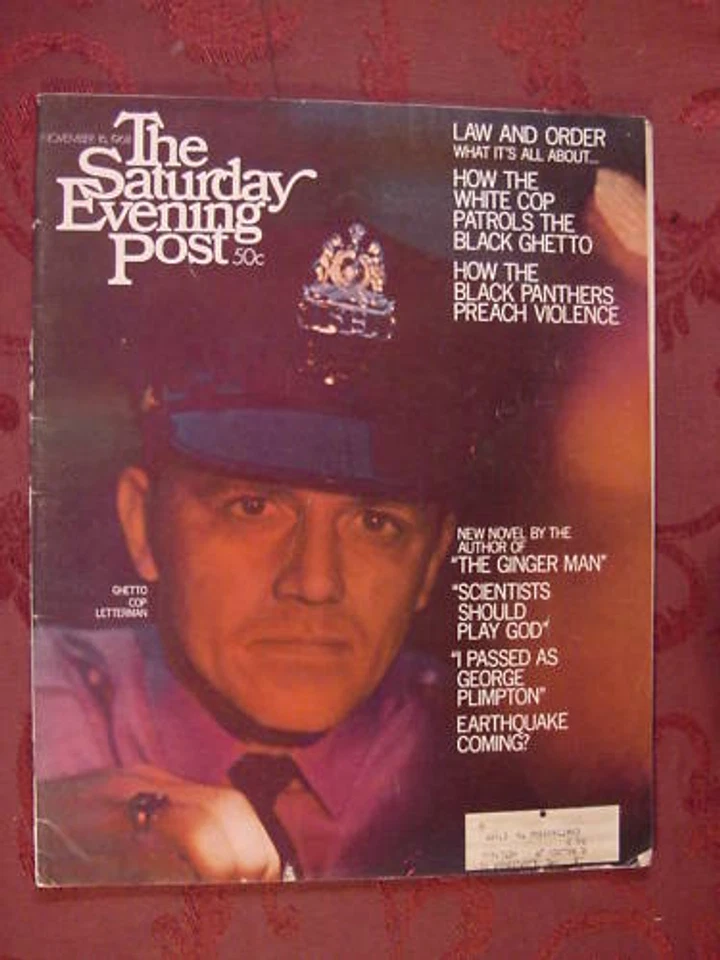 NOVEMBER 16, 1968
The
Saturday
Evening
Post 50c
LAW AND ORDER
WHAT IT'S ALL ABOUT...
HOW THE
WHITE COP
PATROLS THE
BLACK GHETTO
HOW THE
BLACK PANTHERS
PREACH VIOLENCE
NEW NOVEL BY THE
AUTHOR OF
"THE GINGER MAN"
"SCIENTISTS
SHOULD
PLAY GOD"
"I PASSED AS
GEORGE
PLIMPTON"
EARTHQUAKE
COMING?
GHETTO
COP
LETTERMAN